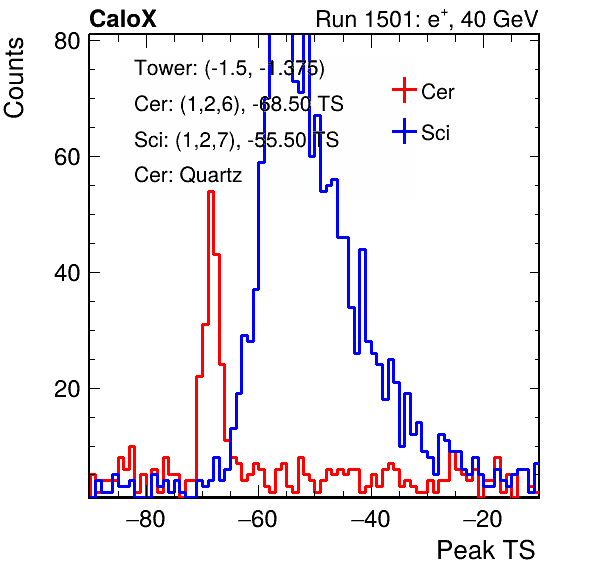 CaloX Run 1501: e⁺, 40 GeV
Counts
80
60
40
20
Tower: (-1.5, -1.375)
Cer: (1,2,6), -68.50 TS
Sci: (1,2,7), -55.50 TS
Cer: Quartz
Cer
Sci
−80 −60 −40 −20
Peak TS